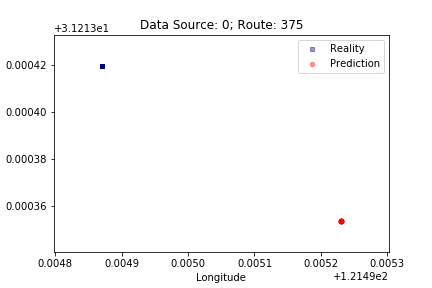 Data Source: 0; Route: 375
+3.1213e1
Reality
Prediction
0.00042
0.00040
0.00038
0.00036
0.0048 0.0049 0.0050 0.0051 0.0052 0.0053
Longitude
+1.2149e2